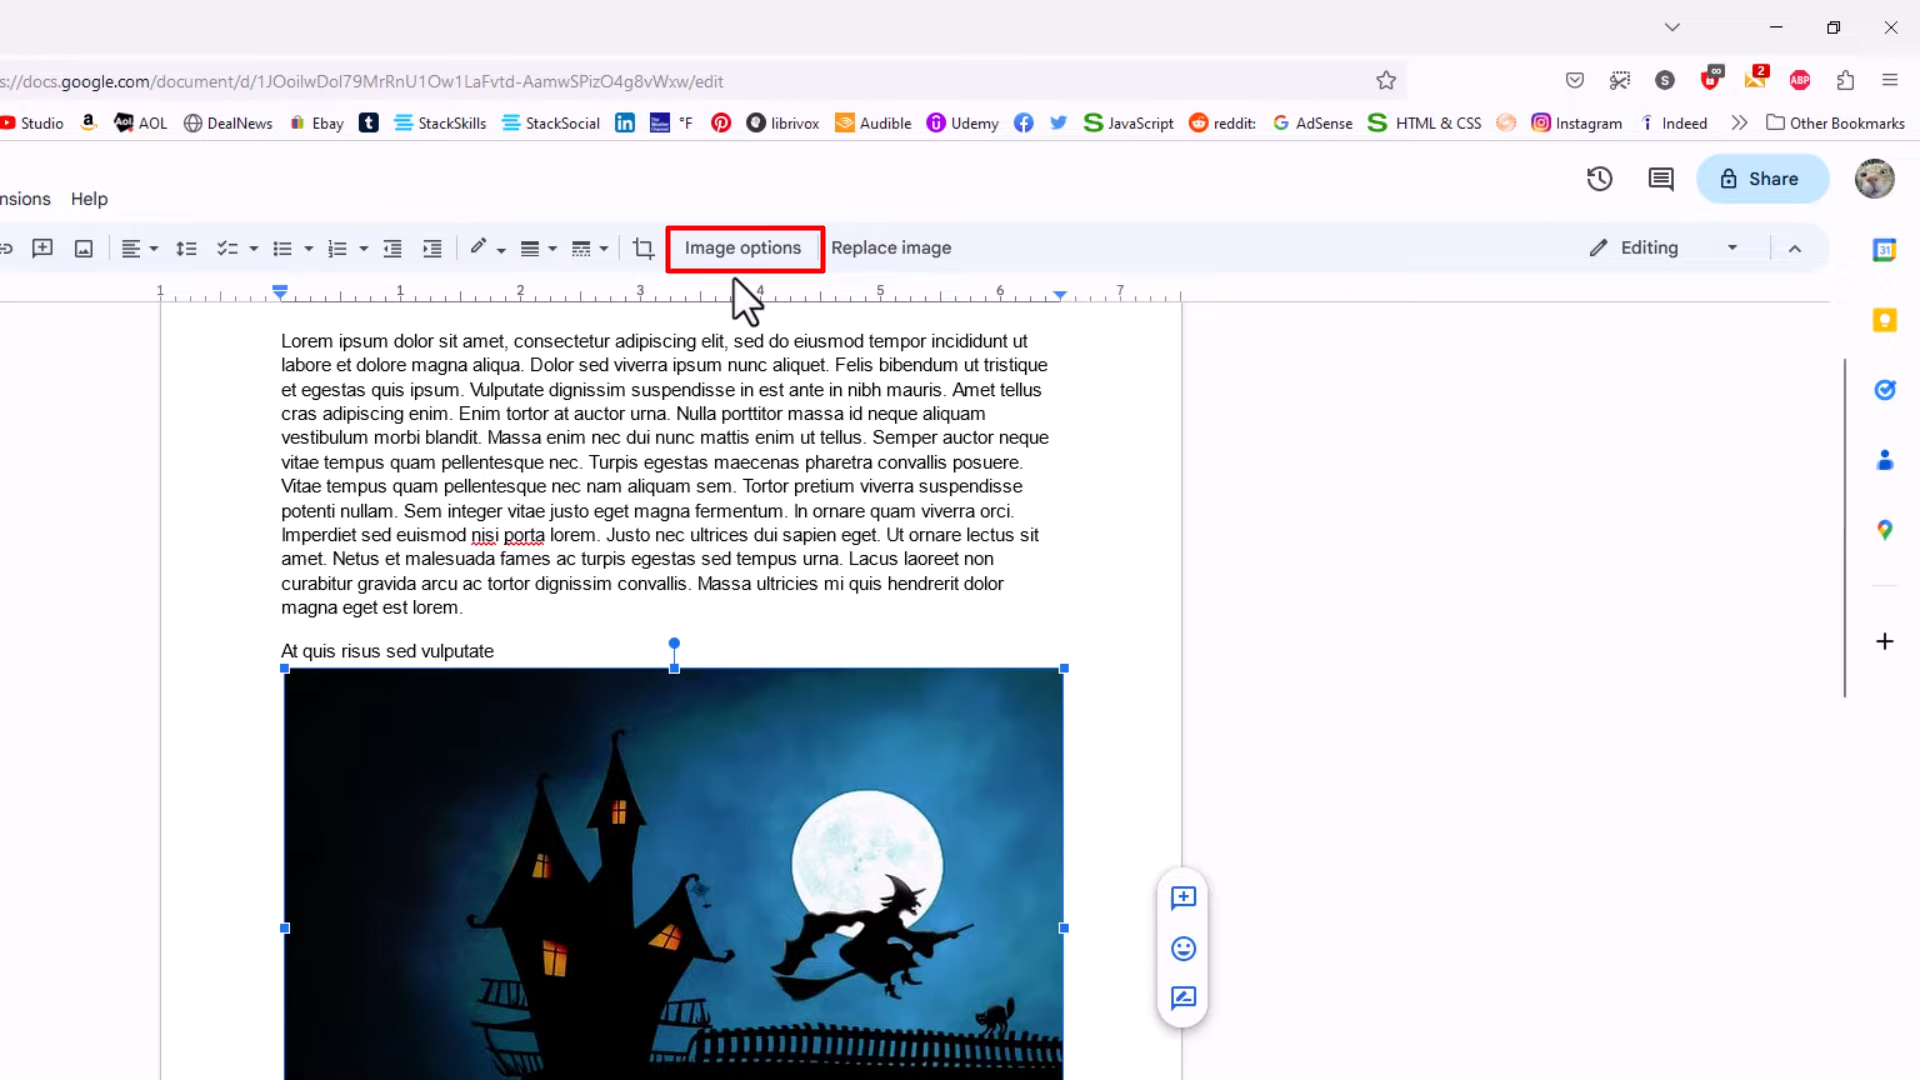 s://docs.google.com/document/d/1JOoilwDol79MrRnU1Ow1LaFvtd-AamwSPizO4g8vWxw/edit
∞
2
S
ABP
Studio
AOL
DealNews
Ebay
StackSkills
StackSocial
°F
librivox
Audible
Udemy
JavaScript
reddit:
AdSense
HTML & CSS
Instagram
Indeed
Other Bookmarks
nsions
Help
Share
Image options
Replace image
Editing
31
1 1 2 3 4 5 6 7
Lorem ipsum dolor sit amet, consectetur adipiscing elit, sed do eiusmod tempor incididunt ut
labore et dolore magna aliqua. Dolor sed viverra ipsum nunc aliquet. Felis bibendum ut tristique
et egestas quis ipsum. Vulputate dignissim suspendisse in est ante in nibh mauris. Amet tellus
cras adipiscing enim. Enim tortor at auctor urna. Nulla porttitor massa id neque aliquam
vestibulum morbi blandit. Massa enim nec dui nunc mattis enim ut tellus. Semper auctor neque
vitae tempus quam pellentesque nec. Turpis egestas maecenas pharetra convallis posuere.
Vitae tempus quam pellentesque nec nam aliquam sem. Tortor pretium viverra suspendisse
potenti nullam. Sem integer vitae justo eget magna fermentum. In ornare quam viverra orci.
Imperdiet sed euismod nisi porta lorem. Justo nec ultrices dui sapien eget. Ut ornare lectus sit
amet. Netus et malesuada fames ac turpis egestas sed tempus urna. Lacus laoreet non
curabitur gravida arcu ac tortor dignissim convallis. Massa ultricies mi quis hendrerit dolor
magna eget est lorem.
At quis risus sed vulputate